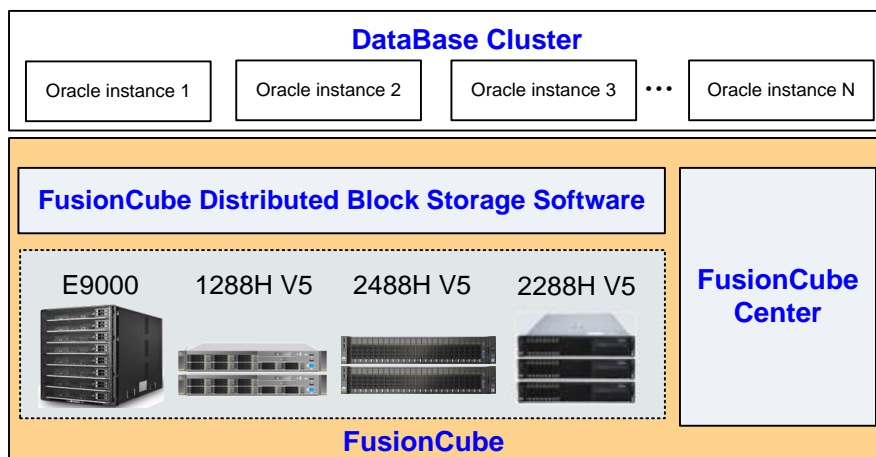 DataBase Cluster
Oracle instance 1
Oracle instance 2
Oracle instance 3
•••
Oracle instance N
FusionCube Distributed Block Storage Software
E9000
1288H V5
2488H V5
2288H V5
FusionCube
Center
FusionCube